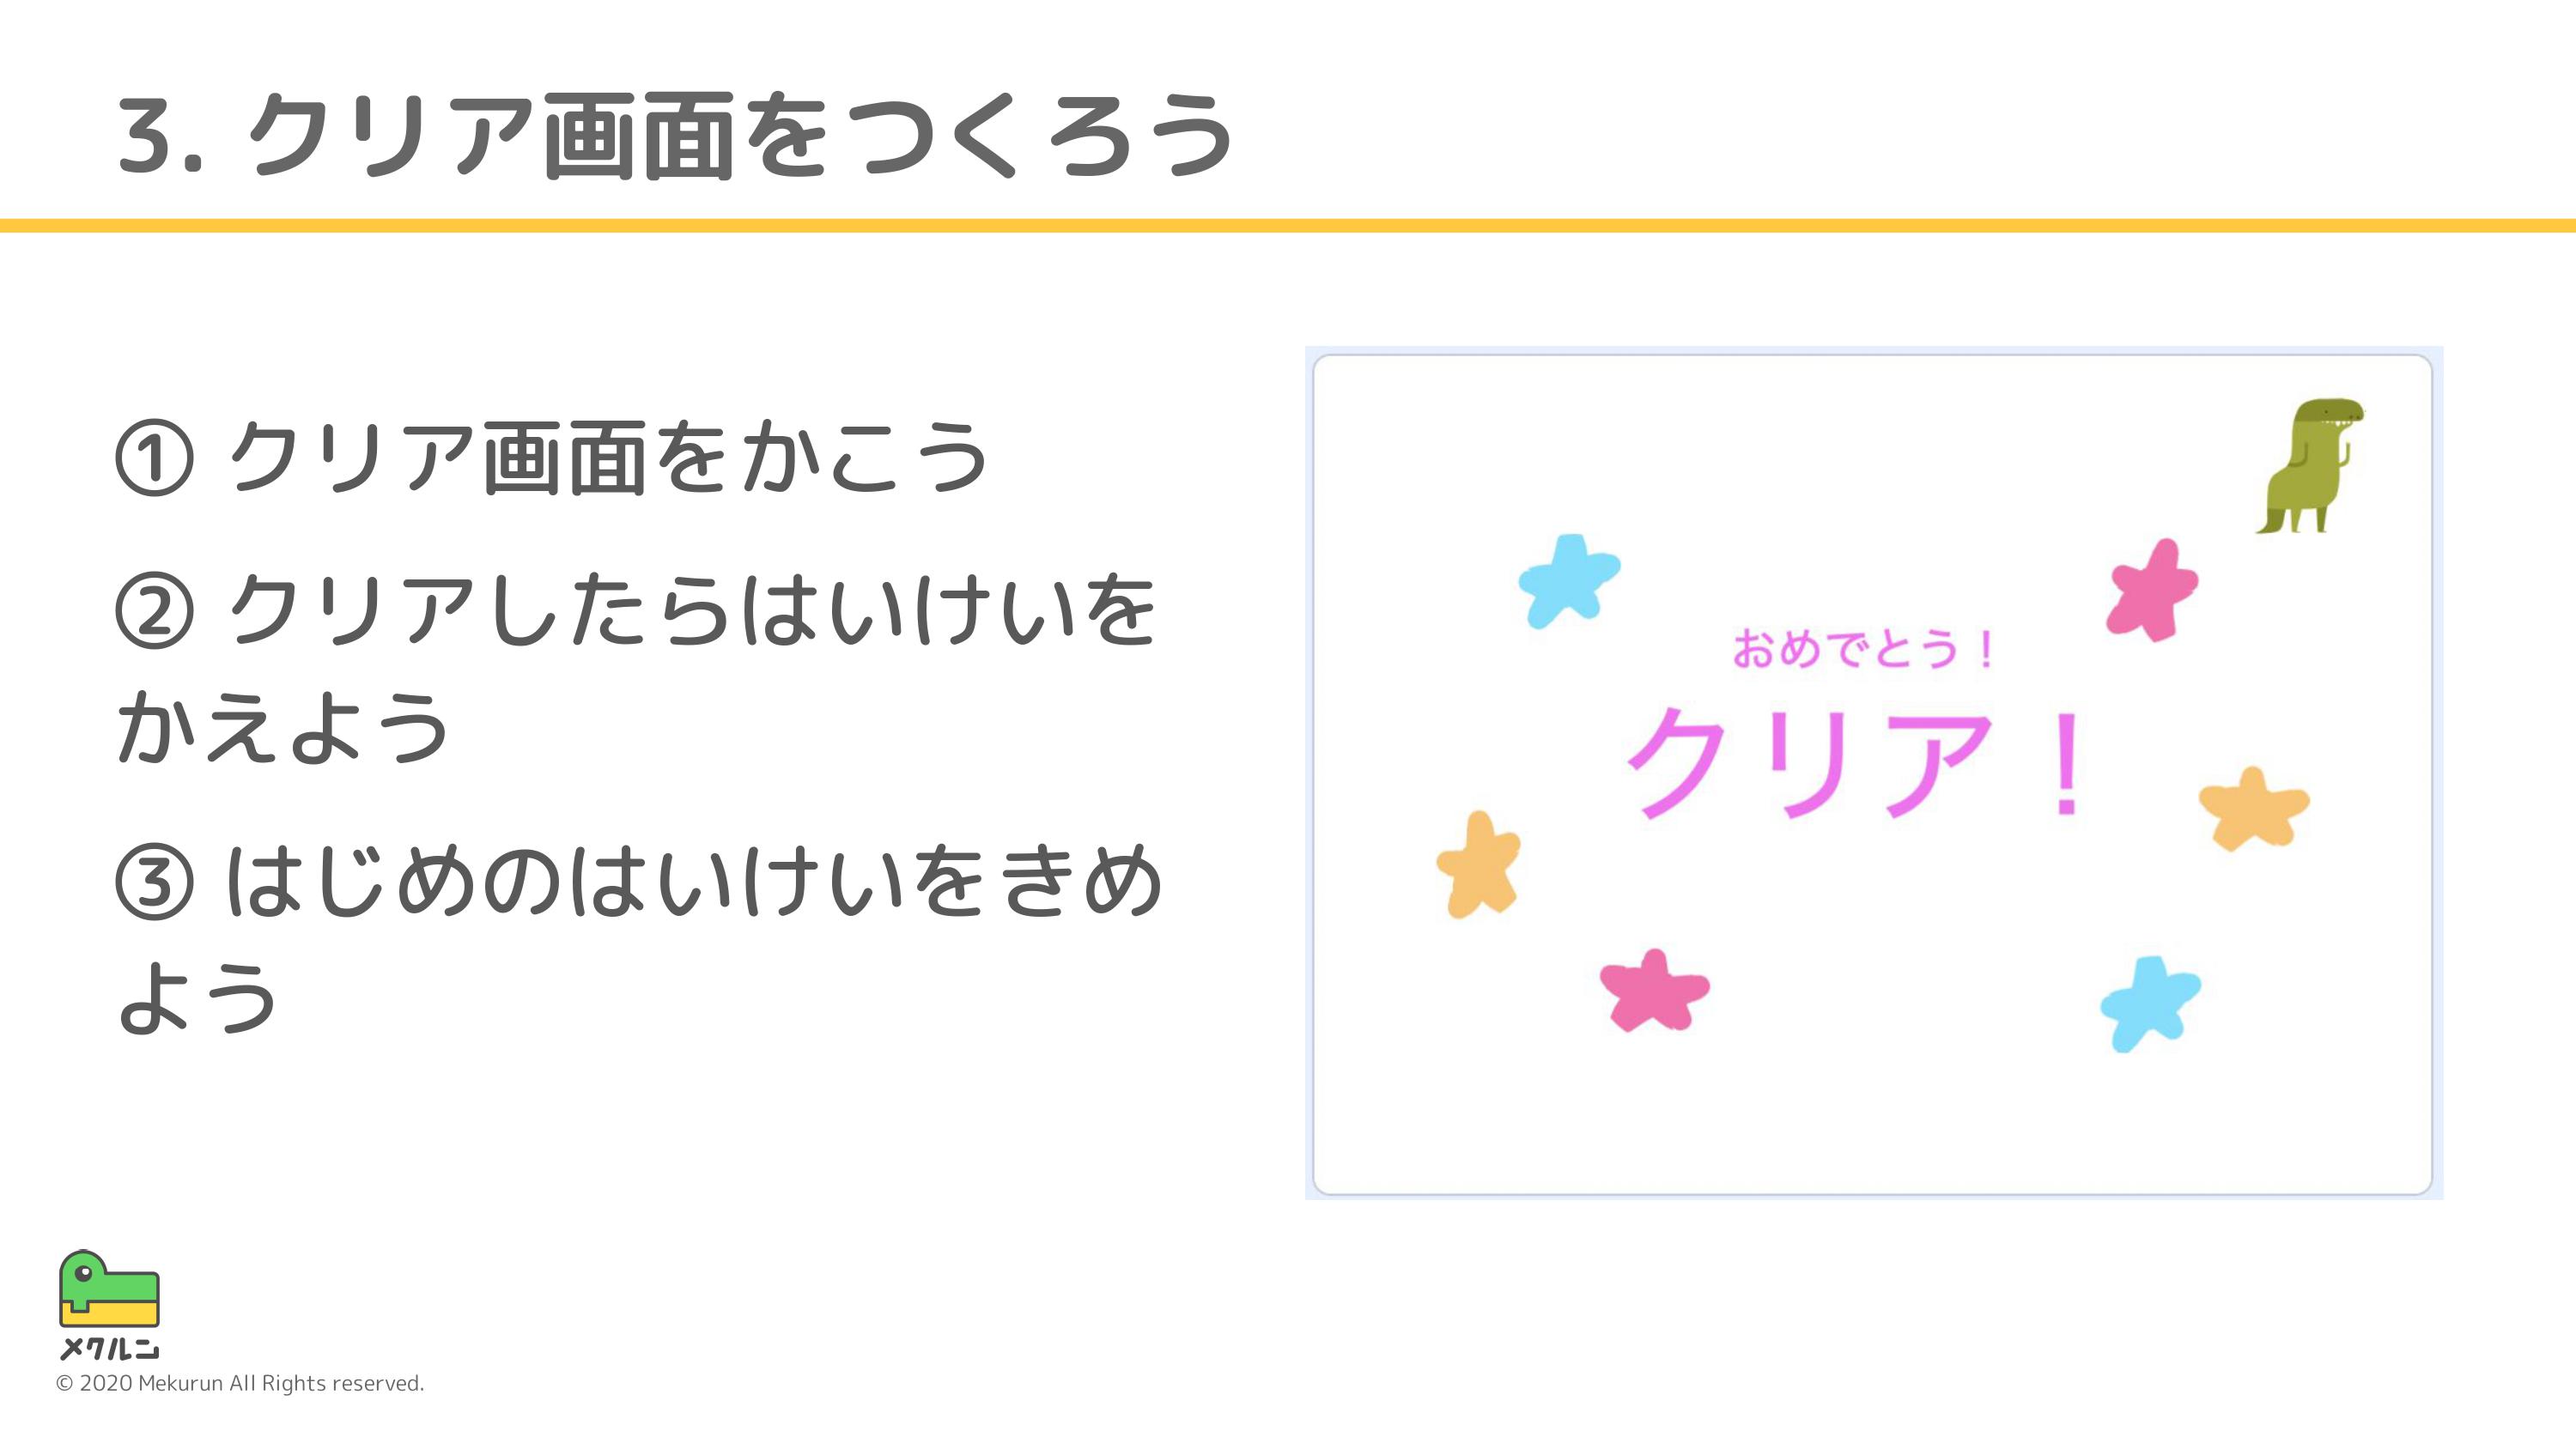 3. クリア画面をつくろう
① クリア画面をかこう
② クリアしたらはいけいを
かえよう
③ はじめのはいけいをきめ
よう
おめでとう！
クリア！
メクルン
© 2020 Mekurun All Rights reserved.